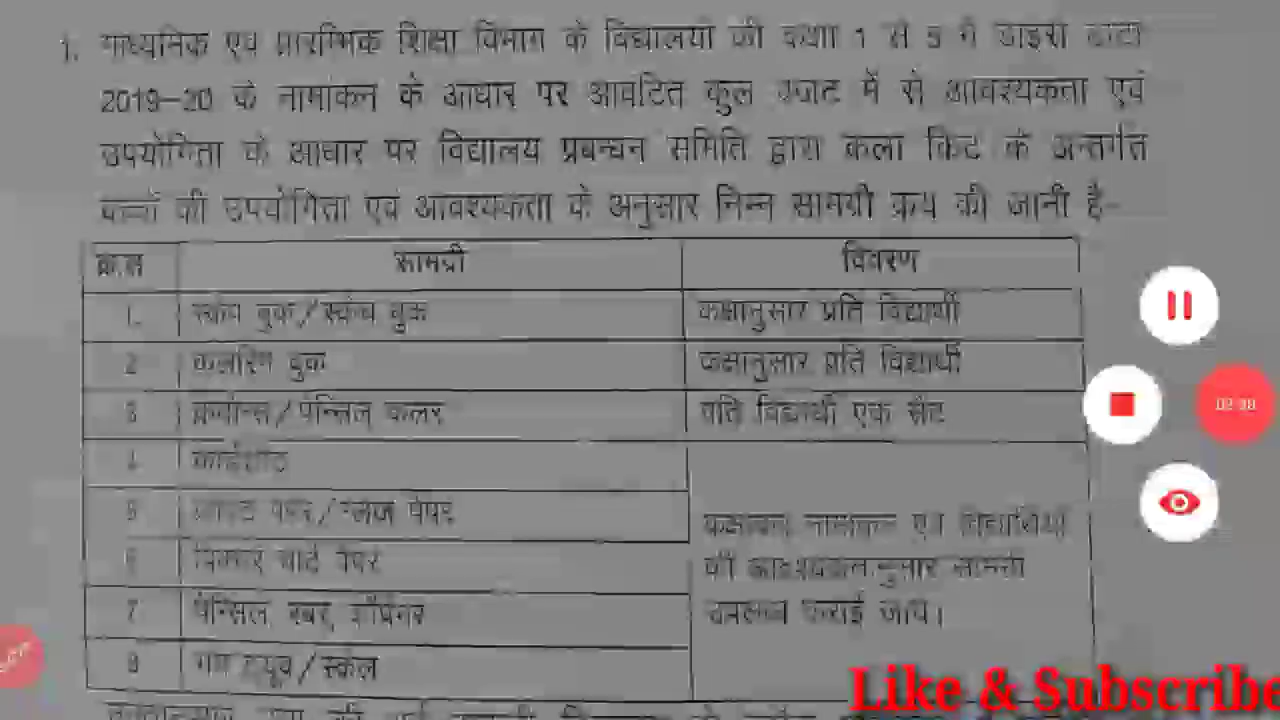 1. माध्यमिक एवं प्रारम्भिक शिक्षा विभाग के विद्यालयों की कक्षा 1 से 5 में डाइस डाटा
2019–20 के नामांकन के आधार पर आवंटित कुल बजट में से आवश्यकता एवं
उपयोगिता के आधार पर विद्यालय प्रबन्धन समिति द्वारा कला किट के अन्तर्गत
बच्चों की उपयोगिता एवं आवश्यकता के अनुसार निम्न सामग्री क्रय की जानी है–
क्र.स सामग्री विवरण
1. स्क्रेप बुक/स्केच बुक कक्षानुसार प्रति विद्यार्थी
2 कलरिंग बुक कक्षानुसार प्रति विद्यार्थी
3 क्रयोन्स/पेन्सिल कलर प्रति विद्यार्थी एक सेट
4 कार्डशीट
5 पेपर/ग्लेज पेपर
6 चार्ट पेपर
7 पेन्सिल, रबर, शॉर्पनर
8 गम ट्यूब/स्केल
कक्षावार नामांकन एवं विद्यार्थियों
की आवश्यकतानुसार सामग्री
उपलब्ध कराई जाये।
Like & Subscribe